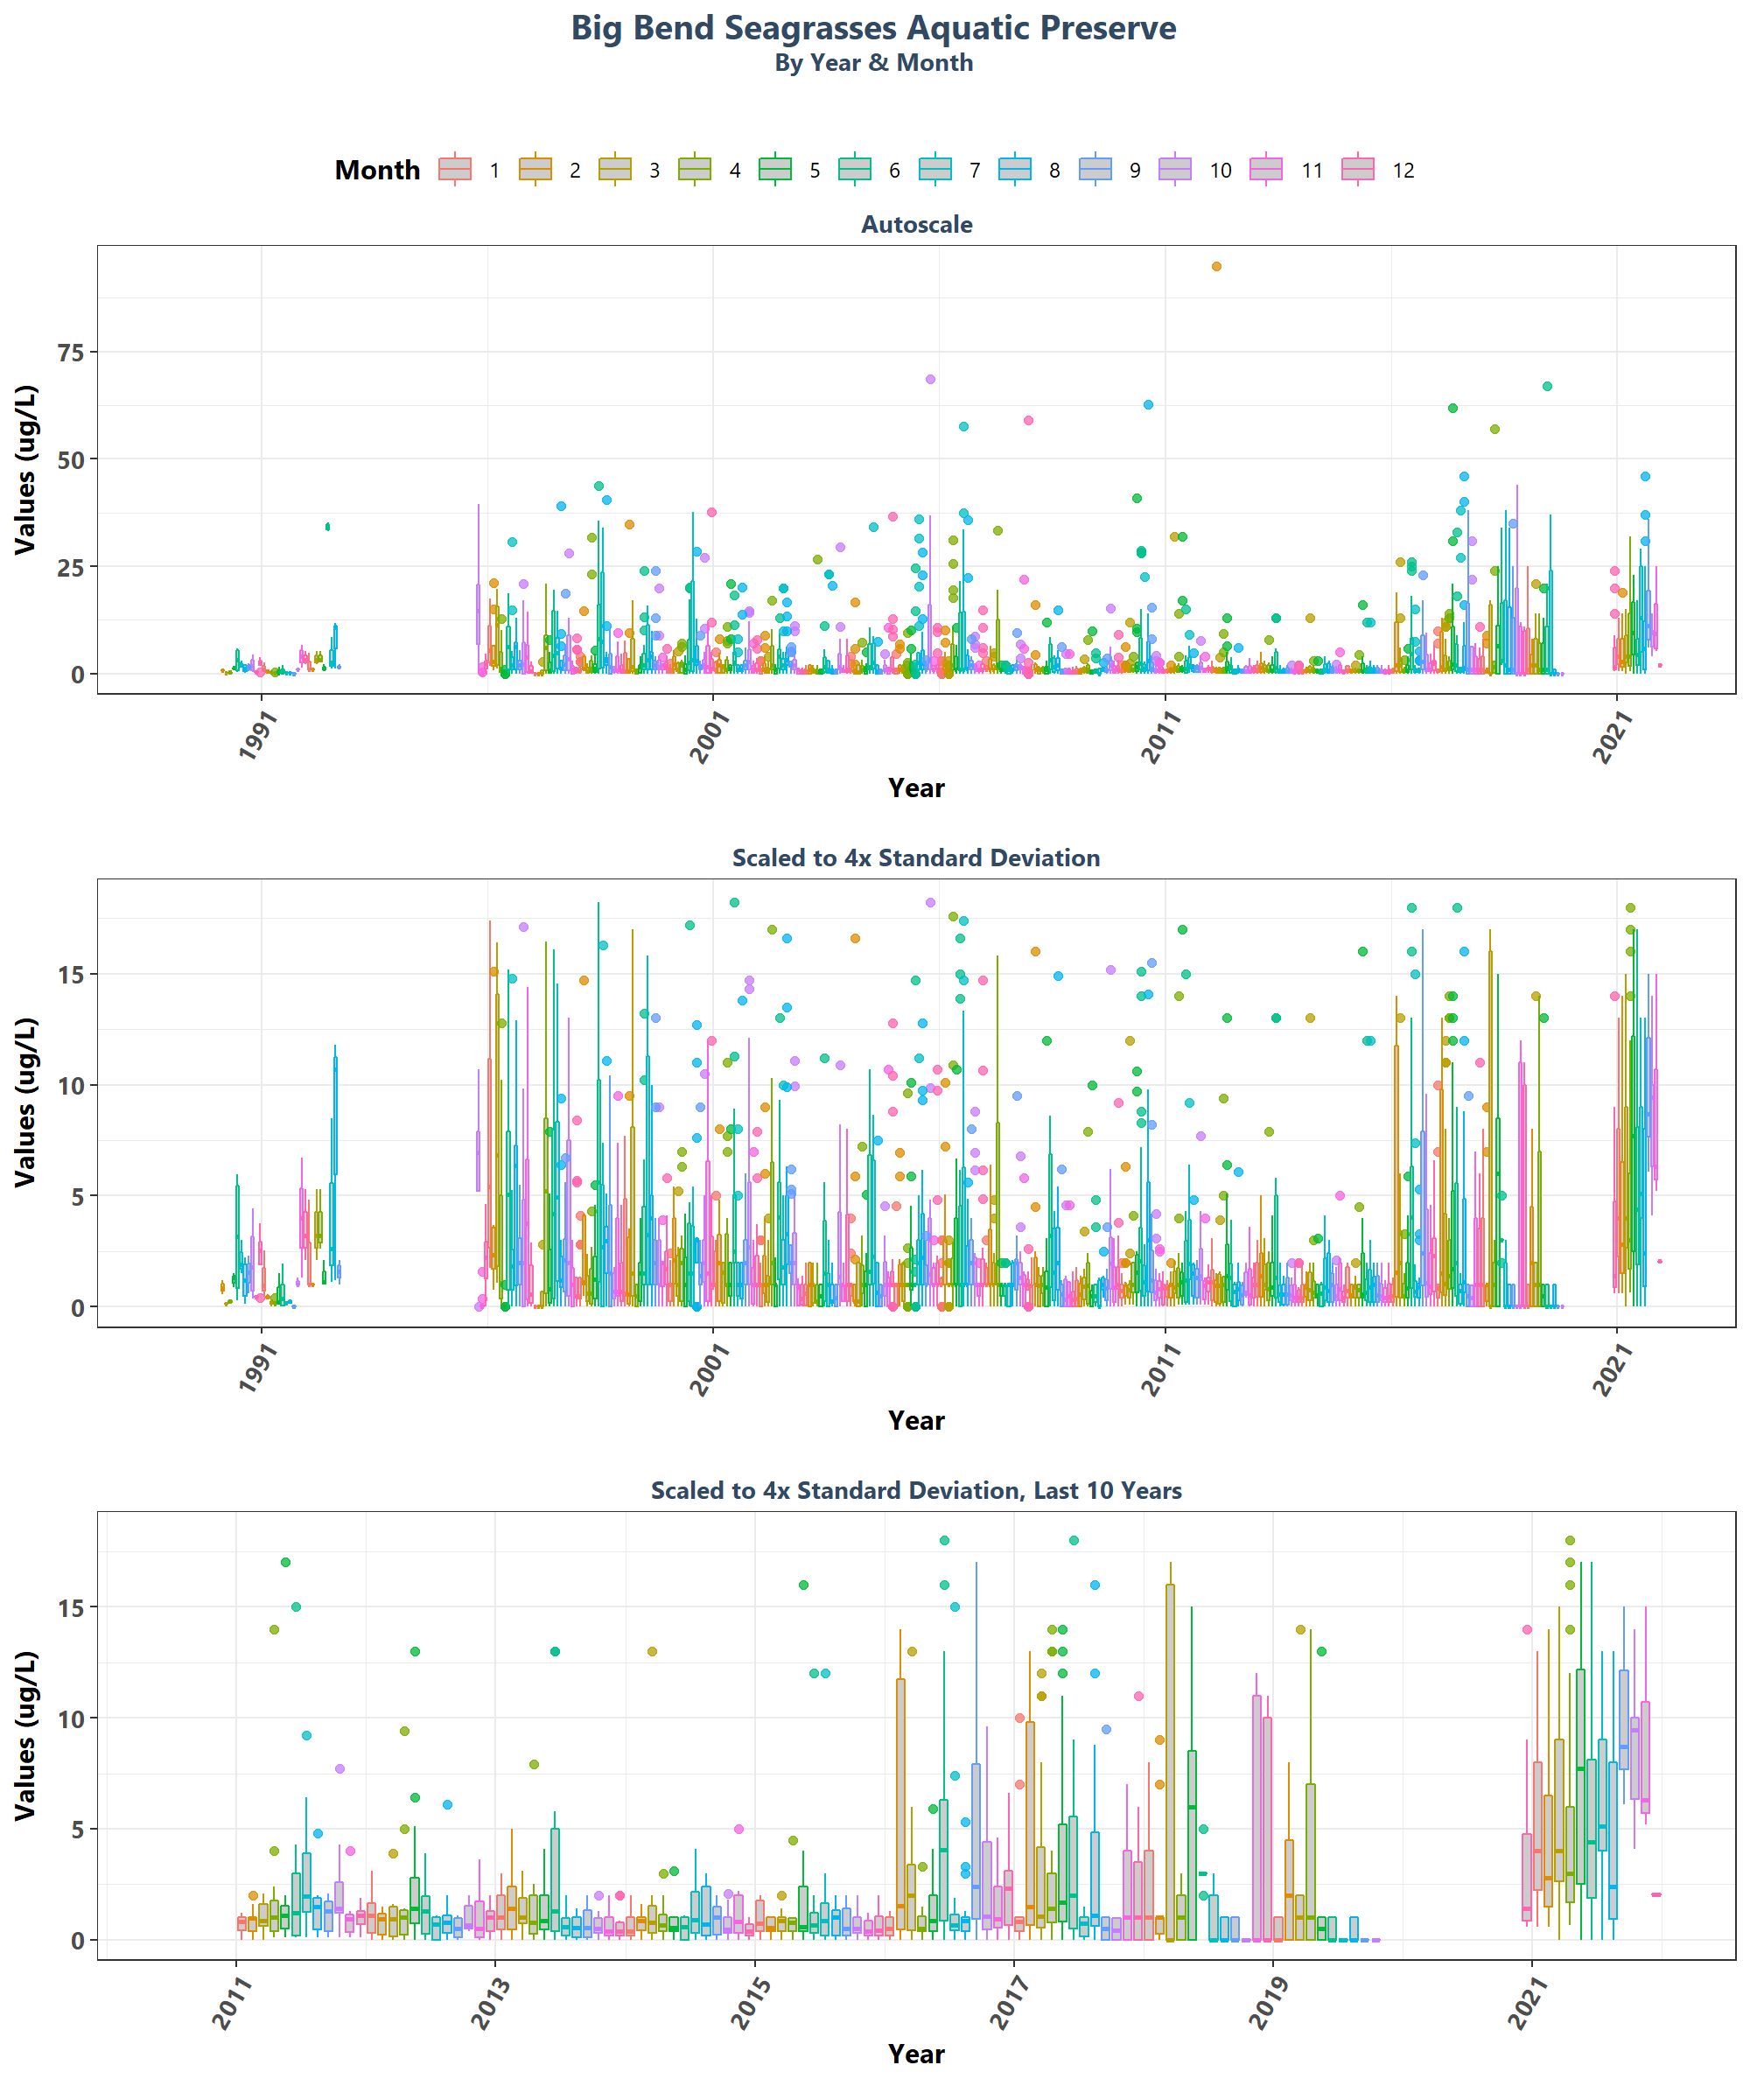 Big Bend Seagrasses Aquatic Preserve
By Year & Month
Month 1 2 3 4 5 6 7 8 9 10 11 12
Autoscale
Values (ug/L)
75
50
25
0
1991 2001 2011 2021
Year
Scaled to 4x Standard Deviation
Values (ug/L)
15
10
5
0
1991 2001 2011 2021
Year
Scaled to 4x Standard Deviation, Last 10 Years
Values (ug/L)
15
10
5
0
2011 2013 2015 2017 2019 2021
Year